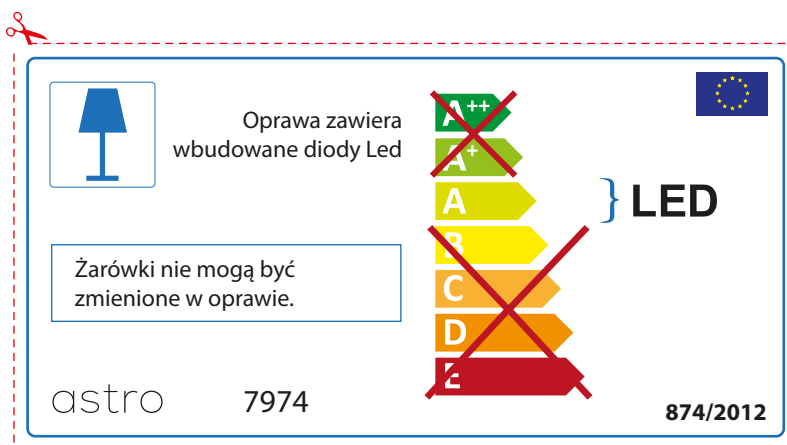 Oprawa zawiera
wbudowane diody Led
Żarówki nie mogą być
zmienione w oprawie.
A++
A+
A
B
C
D
E
LED
astro
7974
874/2012